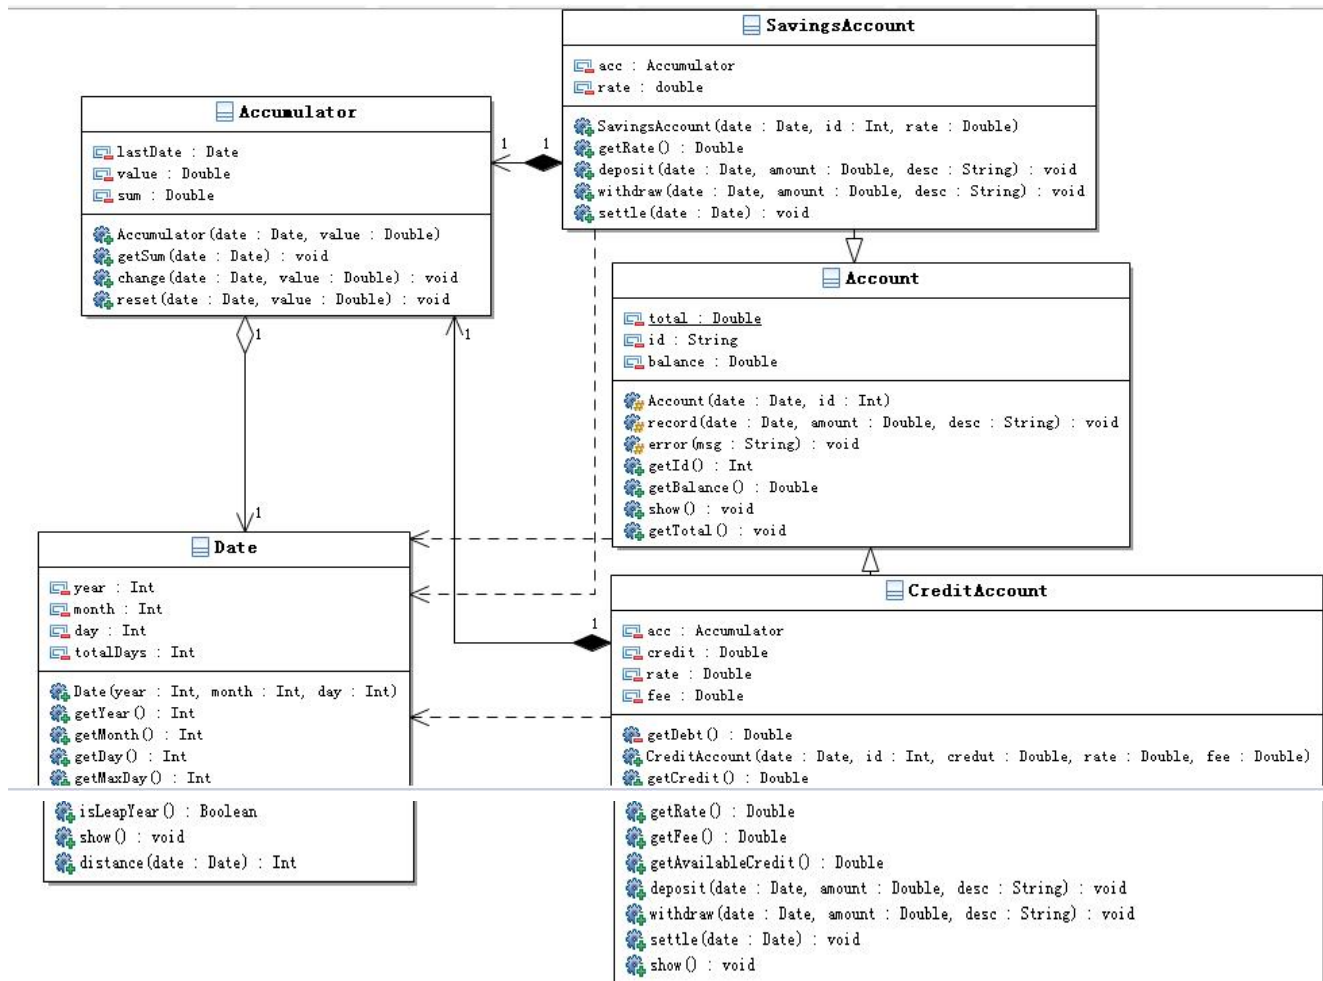 SavingsAccount
acc : Accumulator
rate : double
SavingsAccount(date : Date, id : Int, rate : Double)
getRate() : Double
deposit(date : Date, amount : Double, desc : String) : void
withdraw(date : Date, amount : Double, desc : String) : void
settle(date : Date) : void
Accumulator
lastDate : Date
value : Double
sum : Double
Accumulator(date : Date, value : Double)
getSum(date : Date) : void
change(date : Date, value : Double) : void
reset(date : Date, value : Double) : void
1
1
1
1
Account
total : Double
id : String
balance : Double
Account(date : Date, id : Int)
record(date : Date, amount : Double, desc : String) : void
error(msg : String) : void
getId() : Int
getBalance() : Double
show() : void
getTotal() : void
1
Date
year : Int
month : Int
day : Int
totalDays : Int
Date(year : Int, month : Int, day : Int)
getYear() : Int
getMonth() : Int
getDay() : Int
getMaxDay() : Int
isLeapYear() : Boolean
show() : void
distance(date : Date) : Int
1
CreditAccount
acc : Accumulator
credit : Double
rate : Double
fee : Double
getDebt() : Double
CreditAccount(date : Date, id : Int, credut : Double, rate : Double, fee : Double)
getCredit() : Double
getRate() : Double
getFee() : Double
getAvailableCredit() : Double
deposit(date : Date, amount : Double, desc : String) : void
withdraw(date : Date, amount : Double, desc : String) : void
settle(date : Date) : void
show() : void